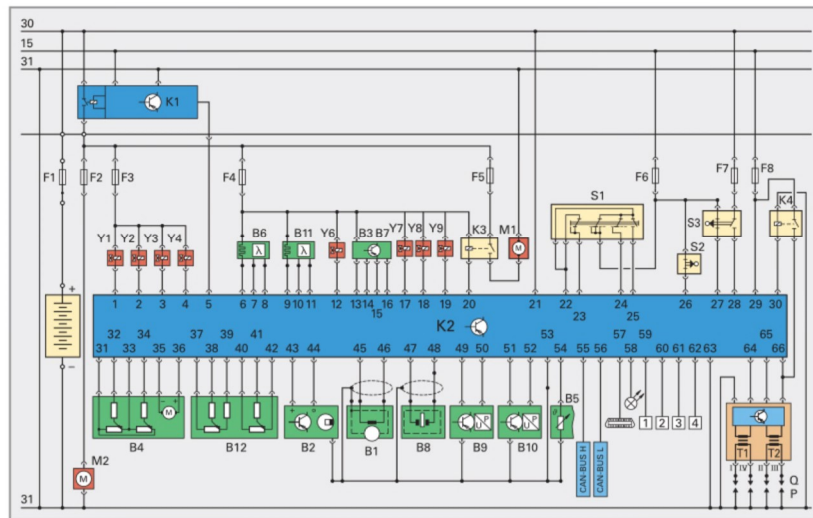 30
15
31
K1
F1 F2 F3 F4 F5 F6 F7 F8
S1
Y1 Y2 Y3 Y4 B6 B11 Y6 B3 B7 Y7 Y8 Y9 K3 M1 S3 K4
S2
1 2 3 4 5 6 7 8 9 10 11 12 13 14 16 17 18 19 20 21 22 24 26 27 28 29 30
15 23 25
+ K2
32 34 37 39 41 53 57 59 65
31 33 35 36 38 40 42 43 44 45 46 47 48 49 50 51 52 54 55 56 58 60 61 62 63 64 66
−
B5
M P U P U 1 2 3 4
B4 B12 B2 B1 B8 B9 B10
CAN-BUS H CAN-BUS L
T1 T2
M2
M
I IV II III Q
P
31